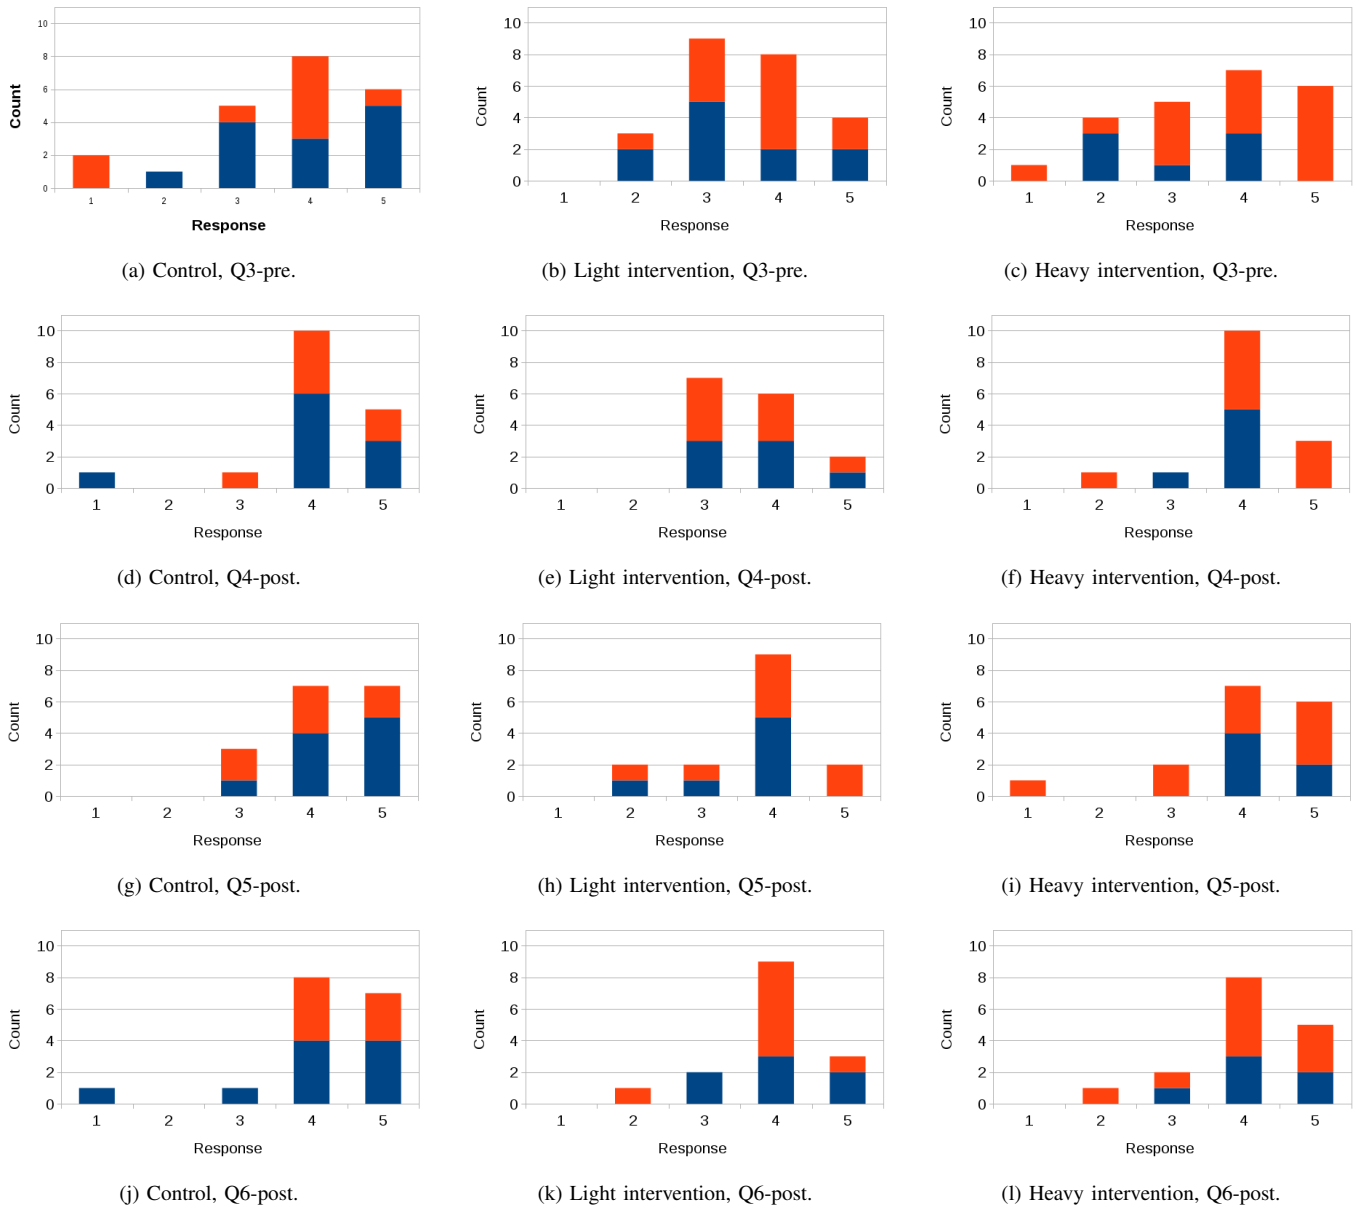 10
8
6
4
2
0
Count
1 2 3 4 5
Response
(a) Control, Q3-pre.
10
8
6
4
2
0
Count
1 2 3 4 5
Response
(b) Light intervention, Q3-pre.
10
8
6
4
2
0
Count
1 2 3 4 5
Response
(c) Heavy intervention, Q3-pre.
10
8
6
4
2
0
Count
1 2 3 4 5
Response
(d) Control, Q4-post.
10
8
6
4
2
0
Count
1 2 3 4 5
Response
(e) Light intervention, Q4-post.
10
8
6
4
2
0
Count
1 2 3 4 5
Response
(f) Heavy intervention, Q4-post.
10
8
6
4
2
0
Count
1 2 3 4 5
Response
(g) Control, Q5-post.
10
8
6
4
2
0
Count
1 2 3 4 5
Response
(h) Light intervention, Q5-post.
10
8
6
4
2
0
Count
1 2 3 4 5
Response
(i) Heavy intervention, Q5-post.
10
8
6
4
2
0
Count
1 2 3 4 5
Response
(j) Control, Q6-post.
10
8
6
4
2
0
Count
1 2 3 4 5
Response
(k) Light intervention, Q6-post.
10
8
6
4
2
0
Count
1 2 3 4 5
Response
(l) Heavy intervention, Q6-post.